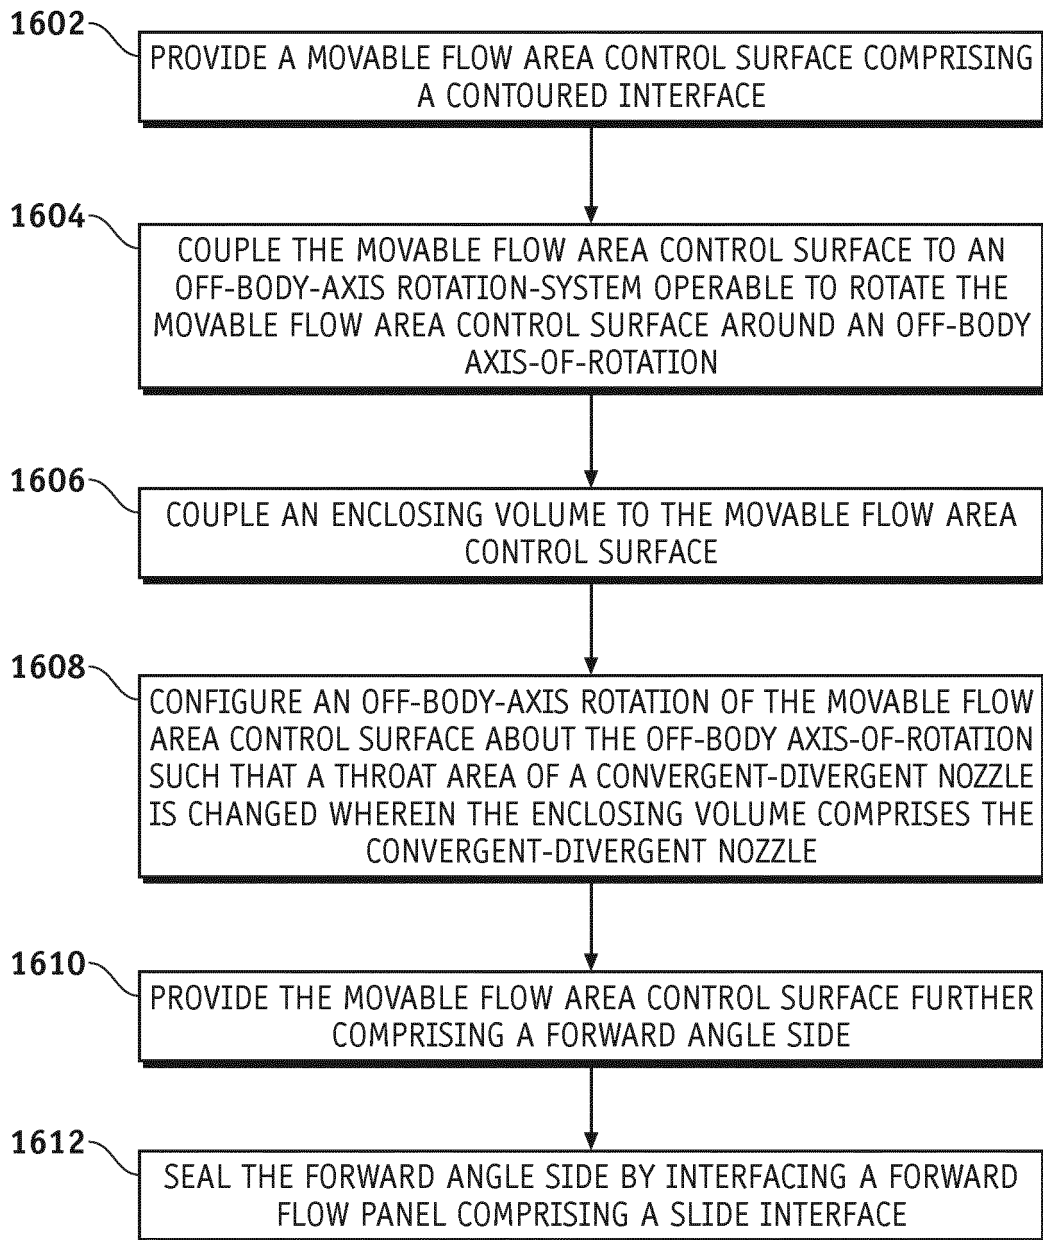 1602
PROVIDE A MOVABLE FLOW AREA CONTROL SURFACE COMPRISING
A CONTOURED INTERFACE
1604
COUPLE THE MOVABLE FLOW AREA CONTROL SURFACE TO AN
OFF-BODY-AXIS ROTATION-SYSTEM OPERABLE TO ROTATE THE
MOVABLE FLOW AREA CONTROL SURFACE AROUND AN OFF-BODY
AXIS-OF-ROTATION
1606
COUPLE AN ENCLOSING VOLUME TO THE MOVABLE FLOW AREA
CONTROL SURFACE
1608
CONFIGURE AN OFF-BODY-AXIS ROTATION OF THE MOVABLE FLOW
AREA CONTROL SURFACE ABOUT THE OFF-BODY AXIS-OF-ROTATION
SUCH THAT A THROAT AREA OF A CONVERGENT-DIVERGENT NOZZLE
IS CHANGED WHEREIN THE ENCLOSING VOLUME COMPRISES THE
CONVERGENT-DIVERGENT NOZZLE
1610
PROVIDE THE MOVABLE FLOW AREA CONTROL SURFACE FURTHER
COMPRISING A FORWARD ANGLE SIDE
1612
SEAL THE FORWARD ANGLE SIDE BY INTERFACING A FORWARD
FLOW PANEL COMPRISING A SLIDE INTERFACE